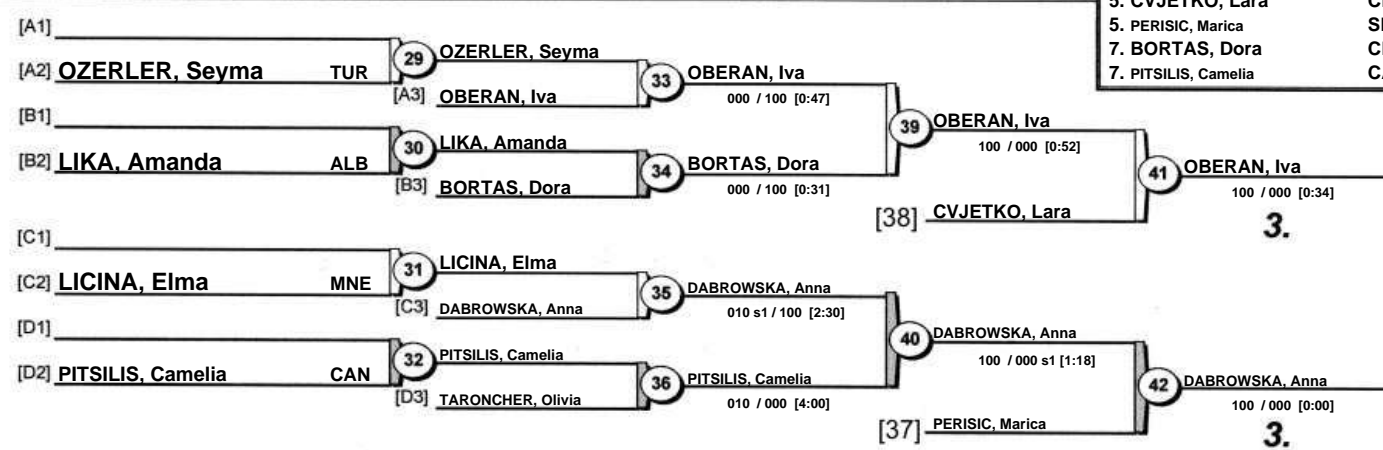 5. CVJETKO, Lara
5. PERISIC, Marica
7. BORTAS, Dora
7. PITSILIS, Camelia
[A1]
[A2] OZERLER, Seyma TUR
29
OZERLER, Seyma
[A3] OBERAN, Iva
33
OBERAN, Iva
000 / 100 [0:47]
[B1]
[B2] LIKA, Amanda ALB
30
LIKA, Amanda
[B3] BORTAS, Dora
34
BORTAS, Dora
000 / 100 [0:31]
39
OBERAN, Iva
100 / 000 [0:52]
[38] CVJETKO, Lara
41
OBERAN, Iva
100 / 000 [0:34]
3.
[C1]
[C2] LICINA, Elma MNE
31
LICINA, Elma
[C3] DABROWSKA, Anna
35
DABROWSKA, Anna
010 s1 / 100 [2:30]
[D1]
[D2] PITSILIS, Camelia CAN
32
PITSILIS, Camelia
[D3] TARONCHER, Olivia
36
PITSILIS, Camelia
010 / 000 [4:00]
40
DABROWSKA, Anna
100 / 000 s1 [1:18]
[37] PERISIC, Marica
42
DABROWSKA, Anna
100 / 000 [0:00]
3.